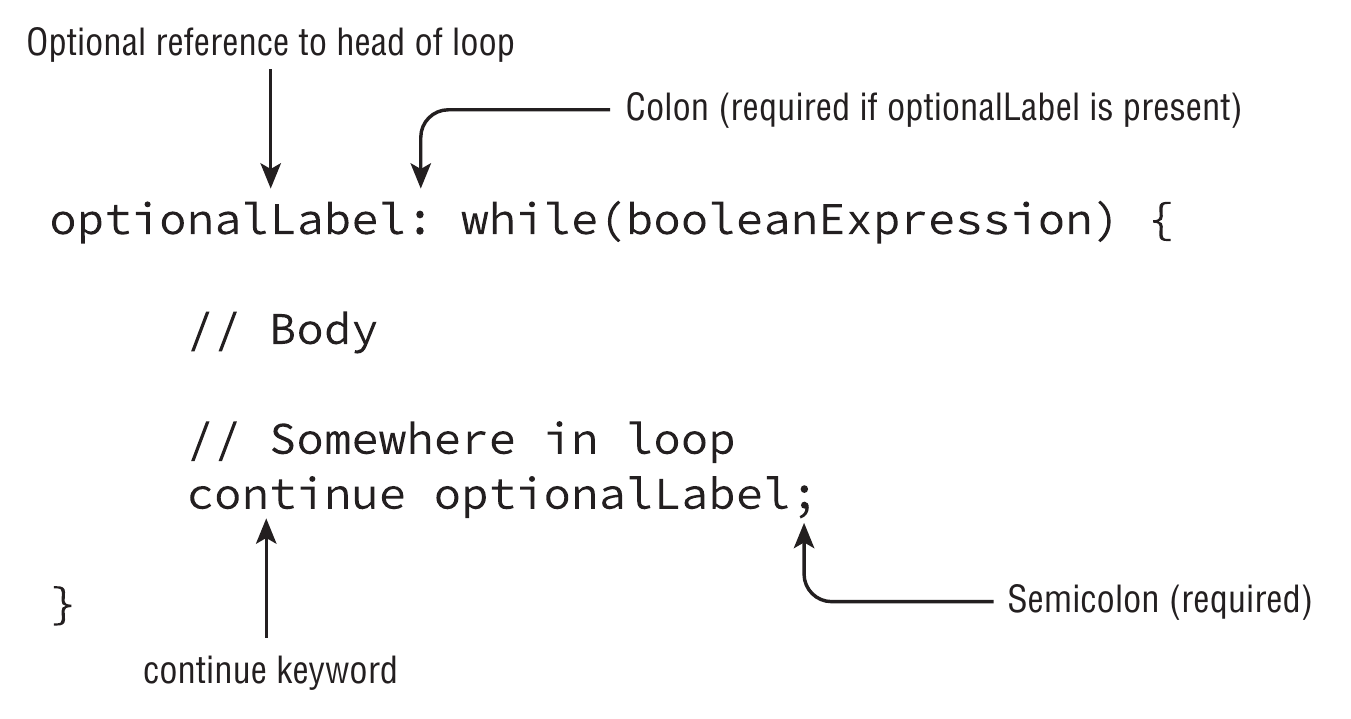 Optional reference to head of loop
Colon (required if optionalLabel is present)
optionalLabel: while(booleanExpression) {
// Body
// Somewhere in loop
continue optionalLabel;
}
Semicolon (required)
continue keyword